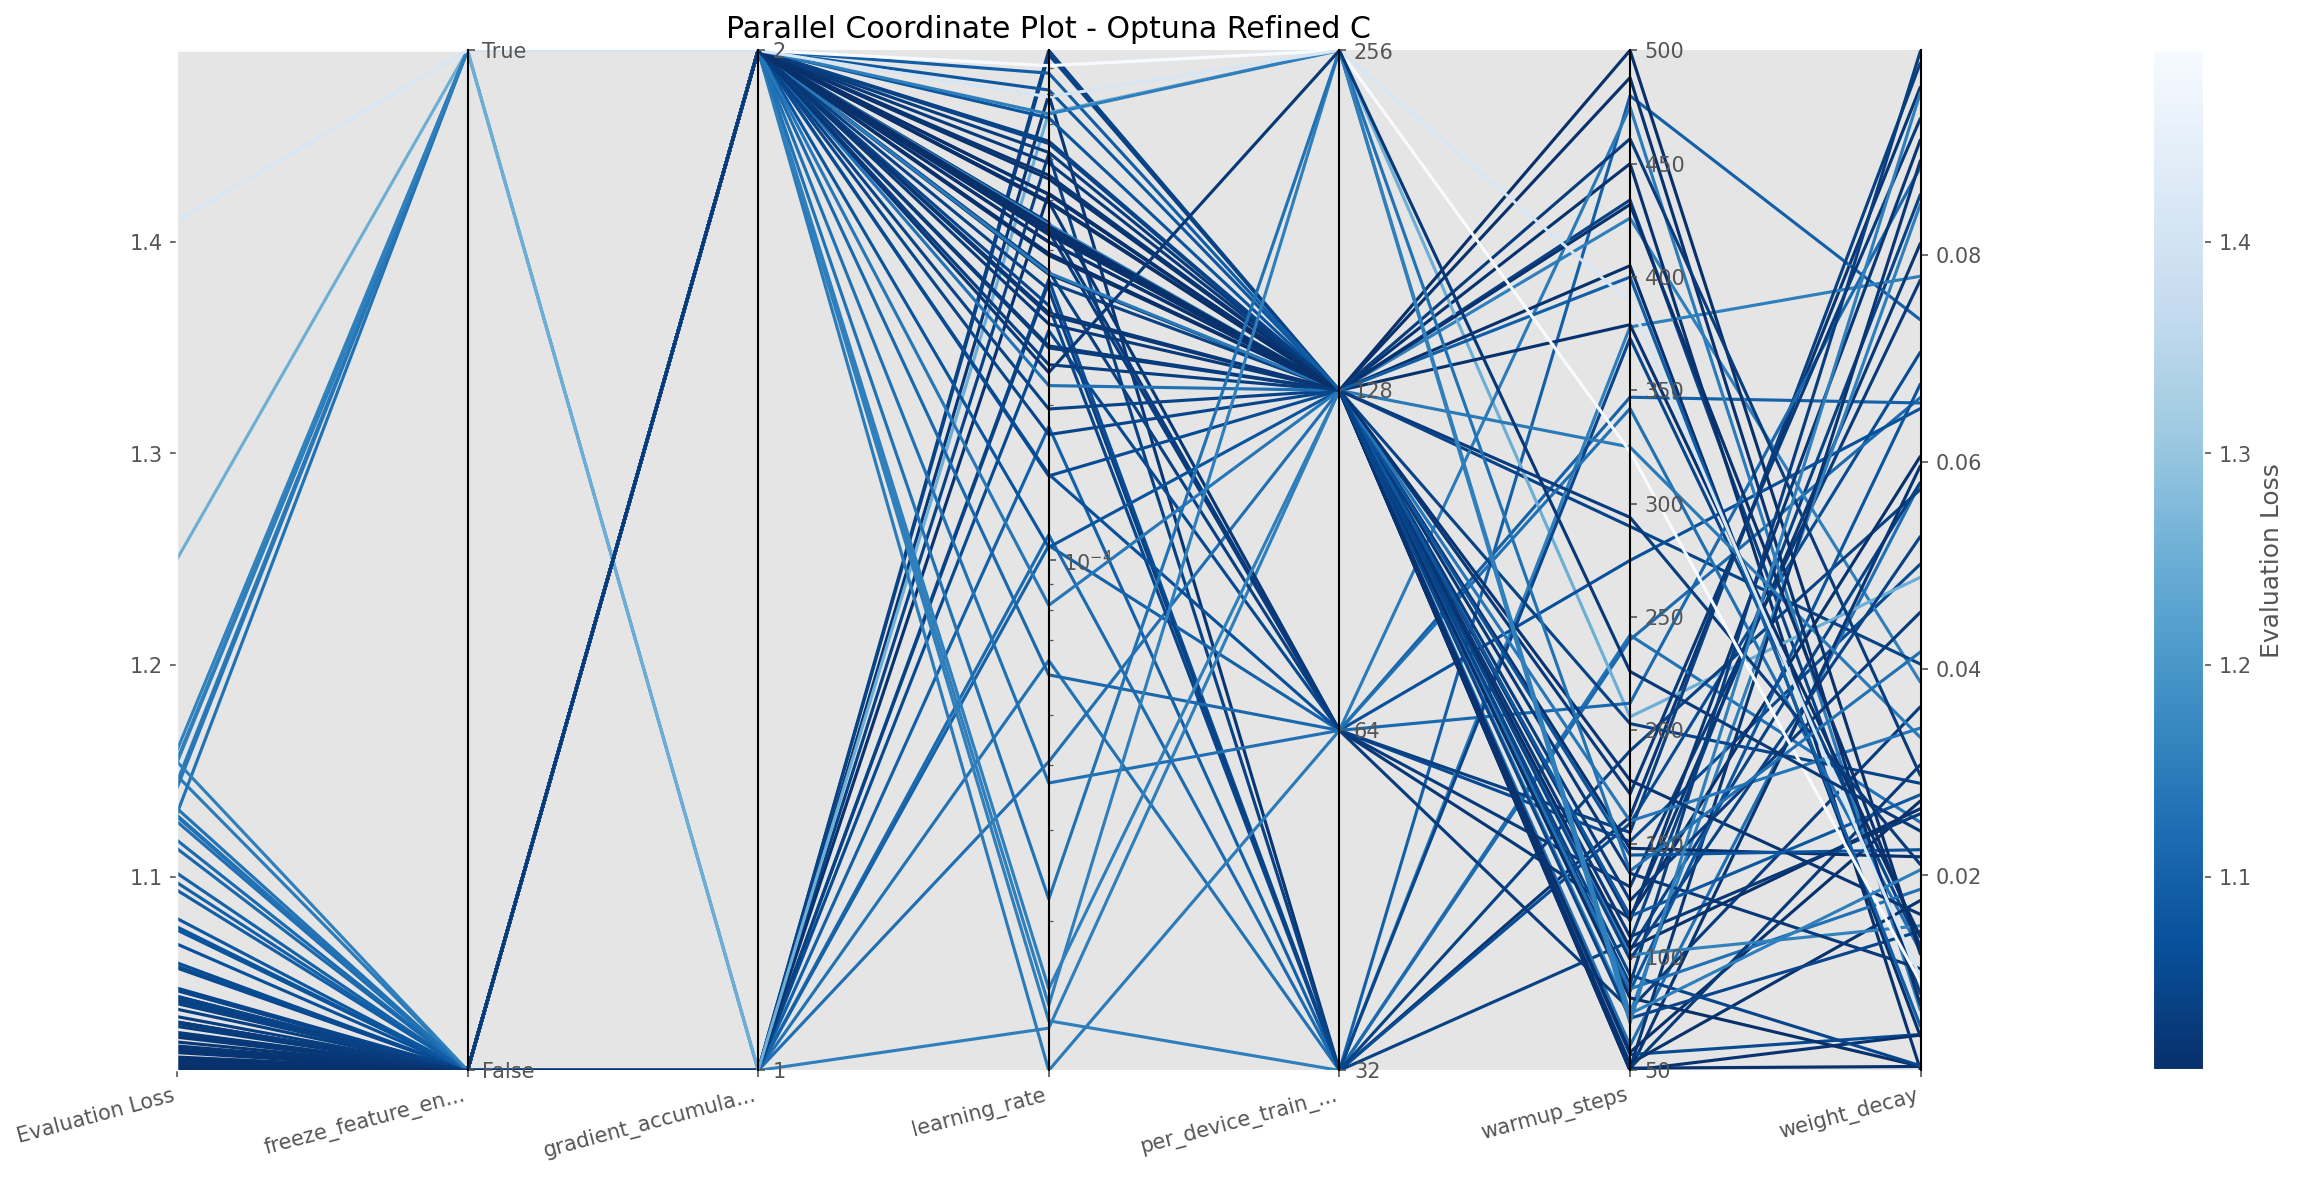 Parallel Coordinate Plot - Optuna Refined C
1.4
1.3
1.2
1.1
True
False
2
1
10⁻⁴
256
128
64
32
500
450
400
350
300
250
200
150
100
50
0.08
0.06
0.04
0.02
1.4
1.3
1.2
1.1
Evaluation Loss
Evaluation Loss
freeze_feature_en...
gradient_accumula...
learning_rate
per_device_train_...
warmup_steps
weight_decay